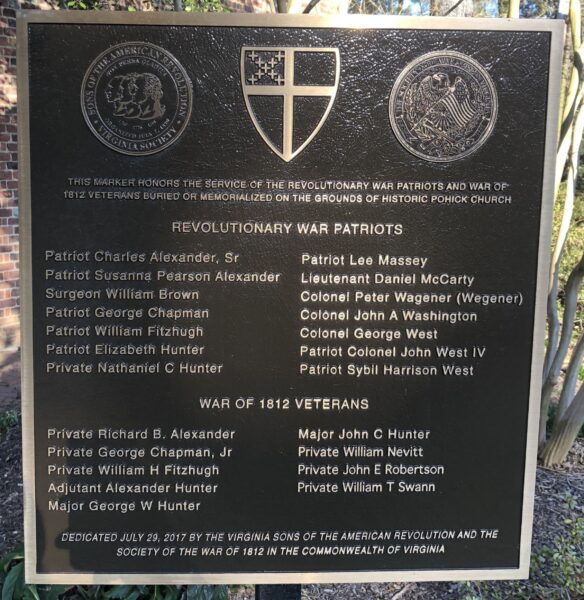 SONS OF THE AMERICAN REVOLUTION
VIRGINIA SOCIETY
THIS MARKER HONORS THE SERVICE OF THE REVOLUTIONARY WAR PATRIOTS AND WAR OF
1812 VETERANS BURIED OR MEMORIALIZED ON THE GROUNDS OF HISTORIC POHICK CHURCH
REVOLUTIONARY WAR PATRIOTS
Patriot Charles Alexander, Sr
Patriot Susanna Pearson Alexander
Surgeon William Brown
Patriot George Chapman
Patriot William Fitzhugh
Patriot Elizabeth Hunter
Private Nathaniel C Hunter
Patriot Lee Massey
Lieutenant Daniel McCarty
Colonel Peter Wagener (Wegener)
Colonel John A Washington
Colonel George West
Patriot Colonel John West IV
Patriot Sybil Harrison West
WAR OF 1812 VETERANS
Private Richard B. Alexander
Private George Chapman, Jr
Private William H Fitzhugh
Adjutant Alexander Hunter
Major George W Hunter
Major John C Hunter
Private William Nevitt
Private John E Robertson
Private William T Swann
DEDICATED JULY 29, 2017 BY THE VIRGINIA SONS OF THE AMERICAN REVOLUTION AND THE
SOCIETY OF THE WAR OF 1812 IN THE COMMONWEALTH OF VIRGINIA